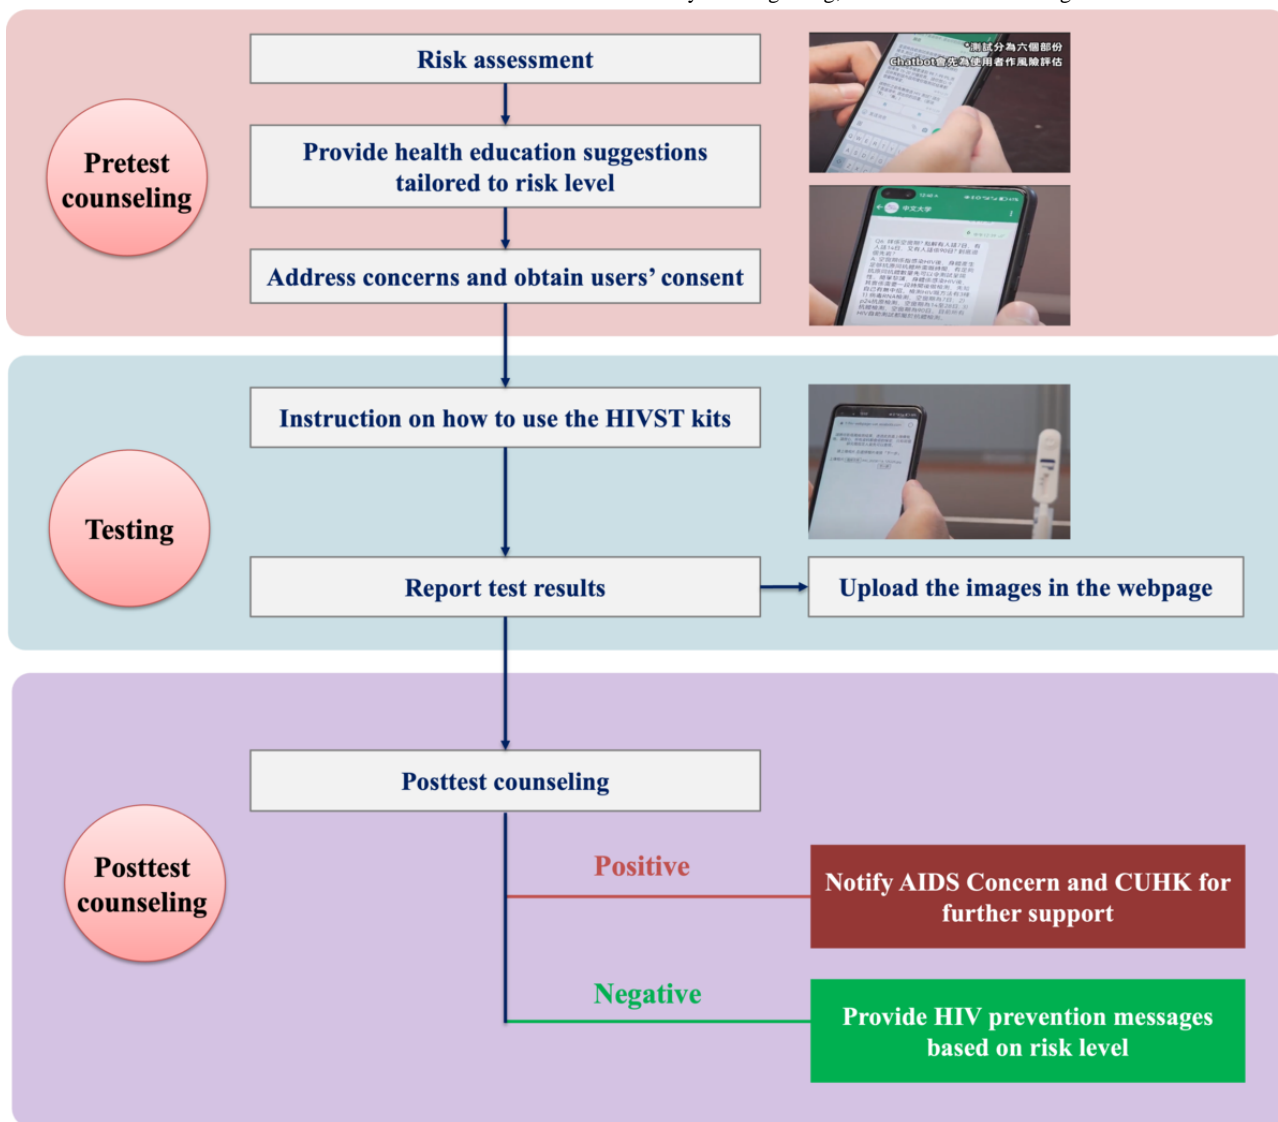 Risk assessment
*測試分為六個部份
Chatbot會先為使用者作風險評估
Pretest
counseling
Provide health education suggestions
tailored to risk level
中文大學
Address concerns and obtain users’ consent
Instruction on how to use the HIVST kits
Testing
Report test results
Upload the images in the webpage
Posttest counseling
Posttest
counseling
Positive
Notify AIDS Concern and CUHK for
further support
Negative
Provide HIV prevention messages
based on risk level